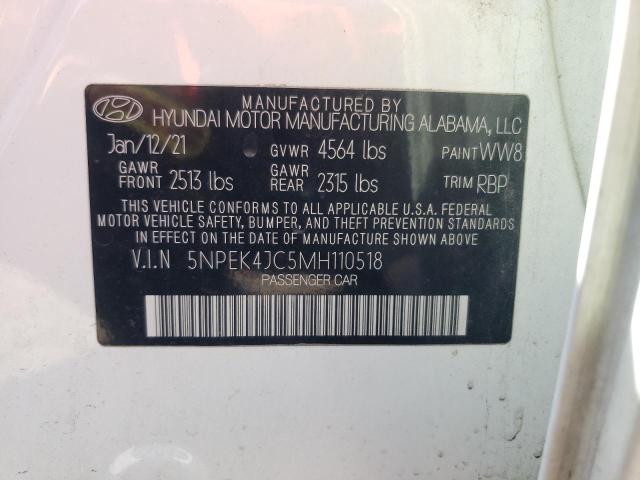 MANUFACTURED BY
HYUNDAI MOTOR MANUFACTURING ALABAMA, LLC
Jan/12/21 GVWR 4564 lbs PAINT WW8
GAWR FRONT 2513 lbs GAWR REAR 2315 lbs TRIM RBP
THIS VEHICLE CONFORMS TO ALL APPLICABLE U.S.A. FEDERAL
MOTOR VEHICLE SAFETY, BUMPER, AND THEFT PREVENTION STANDARDS
IN EFFECT ON THE DATE OF MANUFACTURE SHOWN ABOVE.
V.I.N 5NPEK4JC5MH110518
PASSENGER CAR